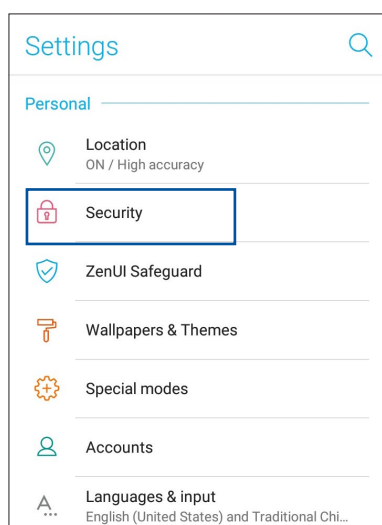 Settings
Personal
Location
ON / High accuracy
Security
ZenUI Safeguard
Wallpapers & Themes
Special modes
Accounts
Languages & input
English (United States) and Traditional Chi...